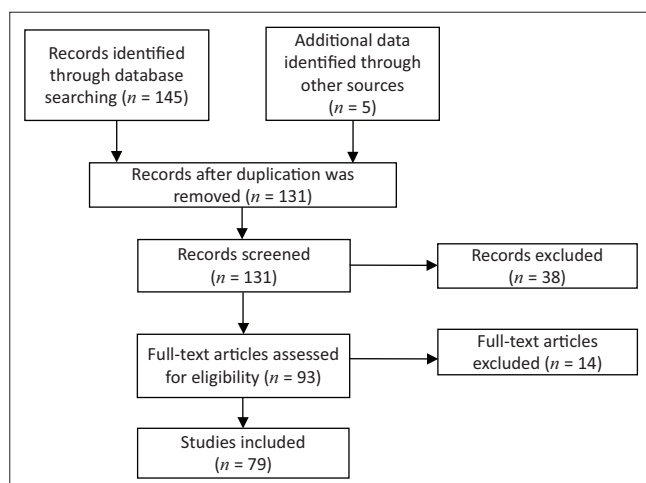 Records identified
through database
searching (n = 145)
Additional data
identified through
other sources
(n = 5)
Records after duplication was
removed (n = 131)
Records screened
(n = 131)
Records excluded
(n = 38)
Full-text articles assessed
for eligibility (n = 93)
Full-text articles
excluded (n = 14)
Studies included
(n = 79)